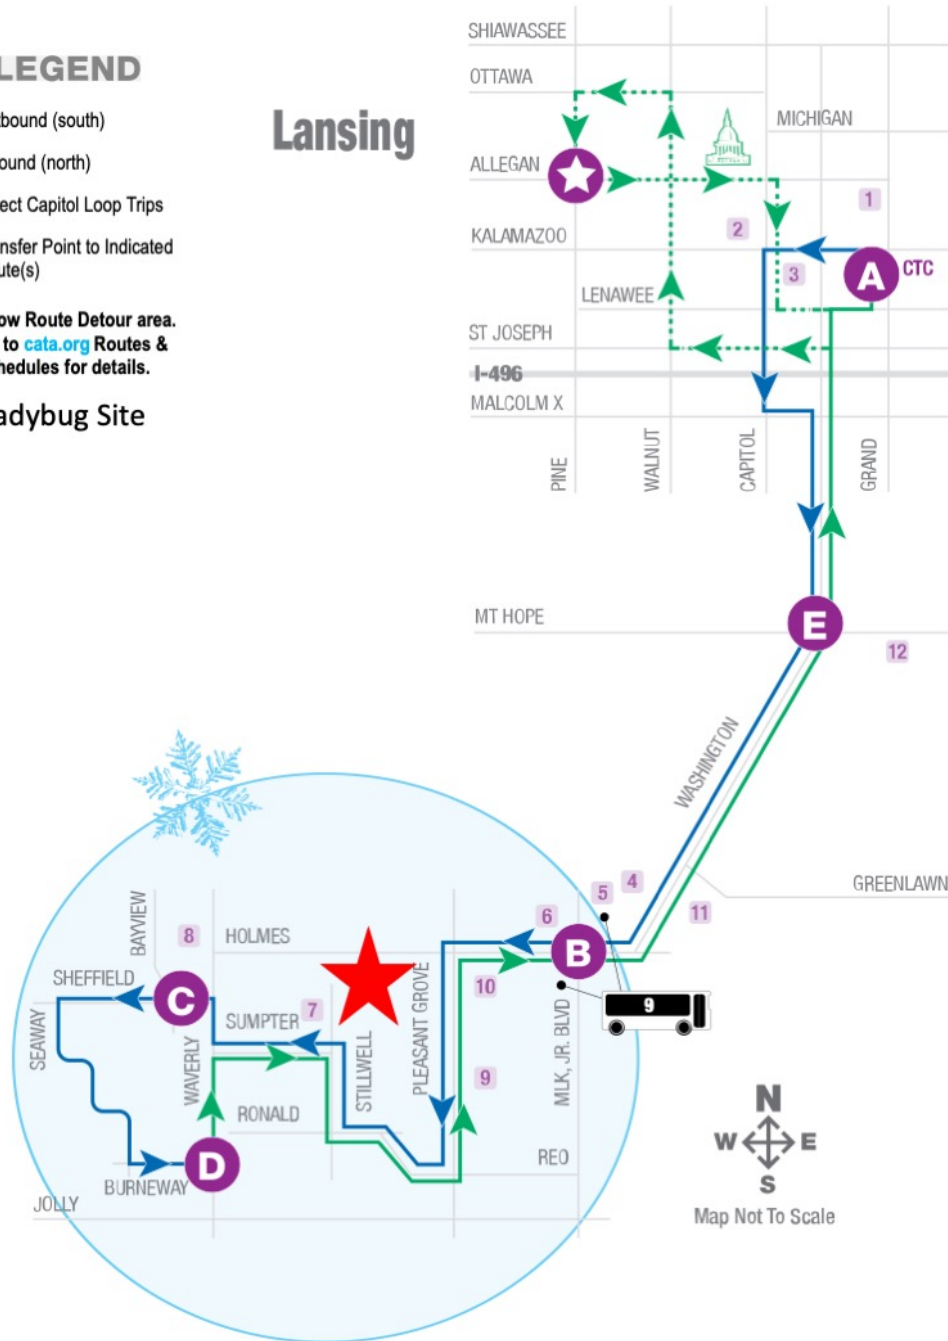 LEGEND
tbound (south)
ound (north)
ect Capitol Loop Trips
nsfer Point to Indicated
ute(s)
ow Route Detour area.
to cata.org Routes &
hedules for details.
adybug Site
Lansing
SHIAWASSEE
OTTAWA
MICHIGAN
ALLEGAN
1
2
KALAMAZOO
A
CTC
3
LENAWEE
ST JOSEPH
I-496
MALCOLM X
PINE
WALNUT
CAPITOL
GRAND
MT HOPE
E
12
WASHINGTON
GREENLAWN
4
5
11
6
B
BAYVIEW
8
HOLMES
SHEFFIELD
C
10
9
SUMPTER
7
PLEASANT GROVE
MLK, JR. BLVD
SEAWAY
WAVERLY
STILLWELL
9
RONALD
D
REO
BURNEWAY
JOLLY
N
W
E
S
Map Not To Scale